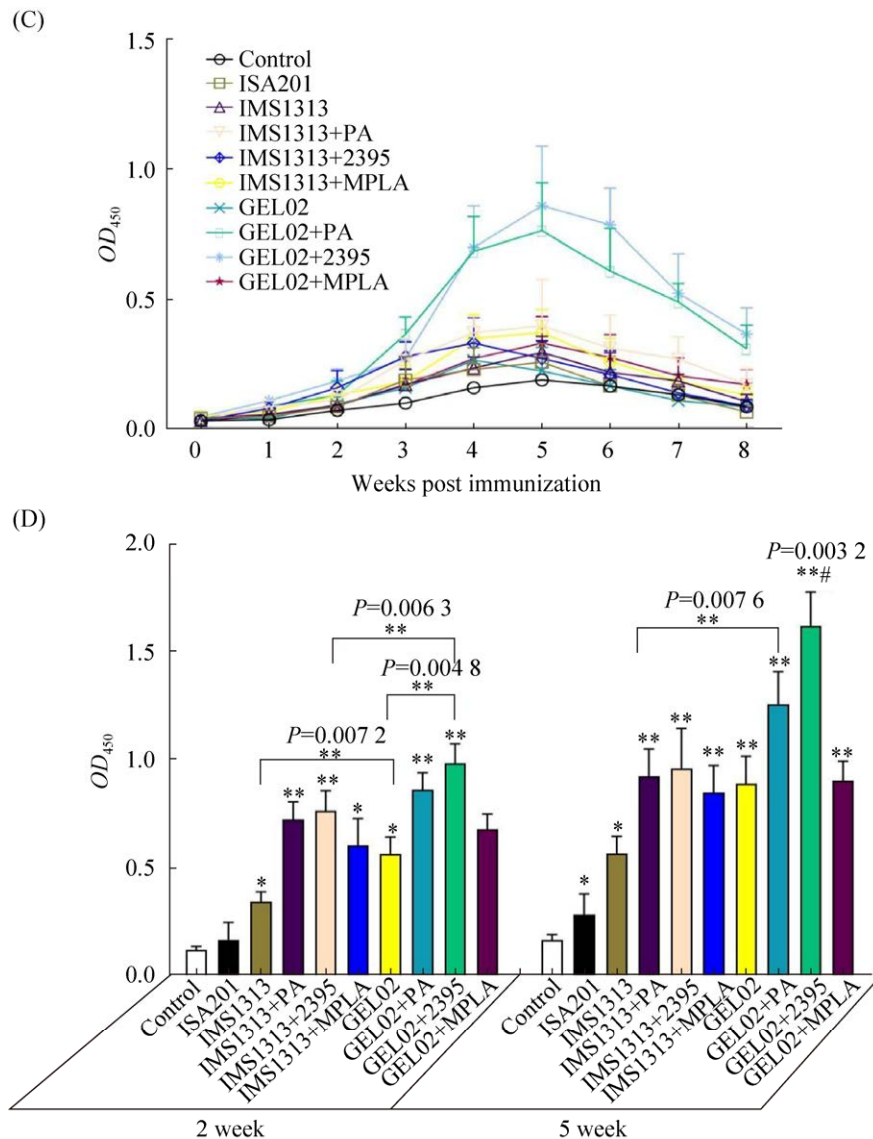 (C)
1.5
1.0
0.5
0.0
OD450
Control
ISA201
IMS1313
IMS1313+PA
IMS1313+2395
IMS1313+MPLA
GEL02
GEL02+PA
GEL02+2395
GEL02+MPLA
0 1 2 3 4 5 6 7 8
Weeks post immunization
(D)
2.0
1.5
1.0
0.5
0.0
OD450
P=0.006 3
**
P=0.004 8
**
P=0.007 2
**
* ** ** * * ** **
P=0.003 2
**#
P=0.007 6
**
* * ** ** ** ** ** **
Control ISA201 IMS1313 IMS1313+PA IMS1313+2395 IMS1313+MPLA GEL02 GEL02+PA GEL02+2395 GEL02+MPLA
Control ISA201 IMS1313 IMS1313+PA IMS1313+2395 IMS1313+MPLA GEL02 GEL02+PA GEL02+2395 GEL02+MPLA
2 week 5 week